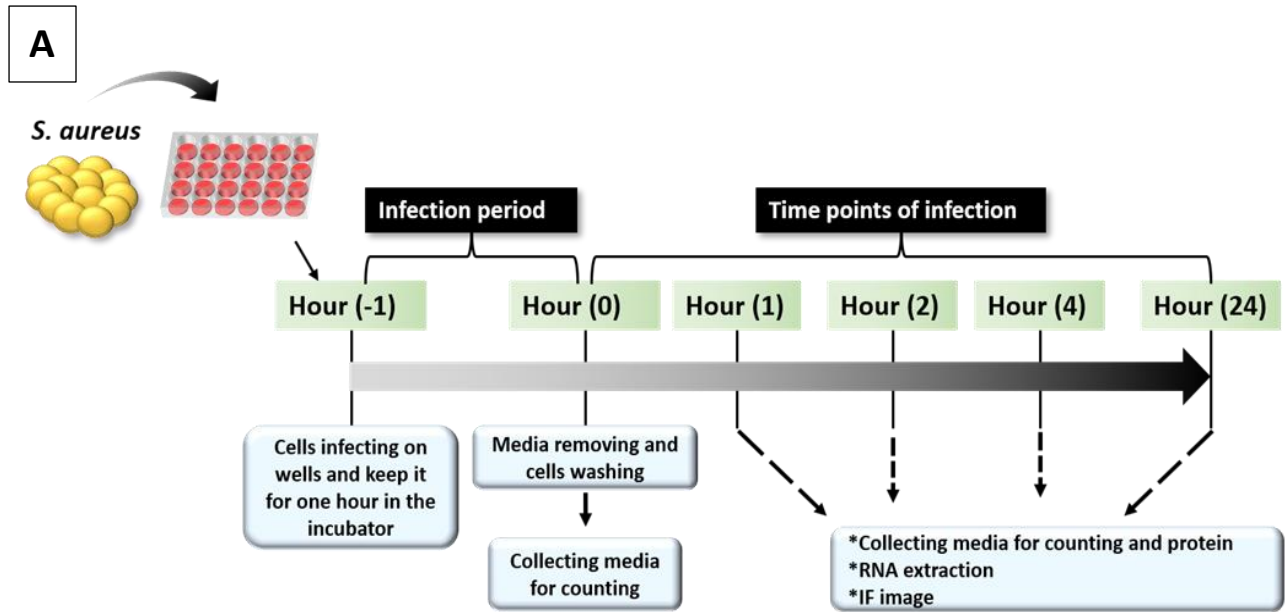 A
S. aureus
Infection period
Time points of infection
Hour (-1)
Hour (0)
Hour (1)
Hour (2)
Hour (4)
Hour (24)
Cells infecting on
wells and keep it
for one hour in the
incubator
Media removing and
cells washing
Collecting media
for counting
*Collecting media for counting and protein
*RNA extraction
*IF image